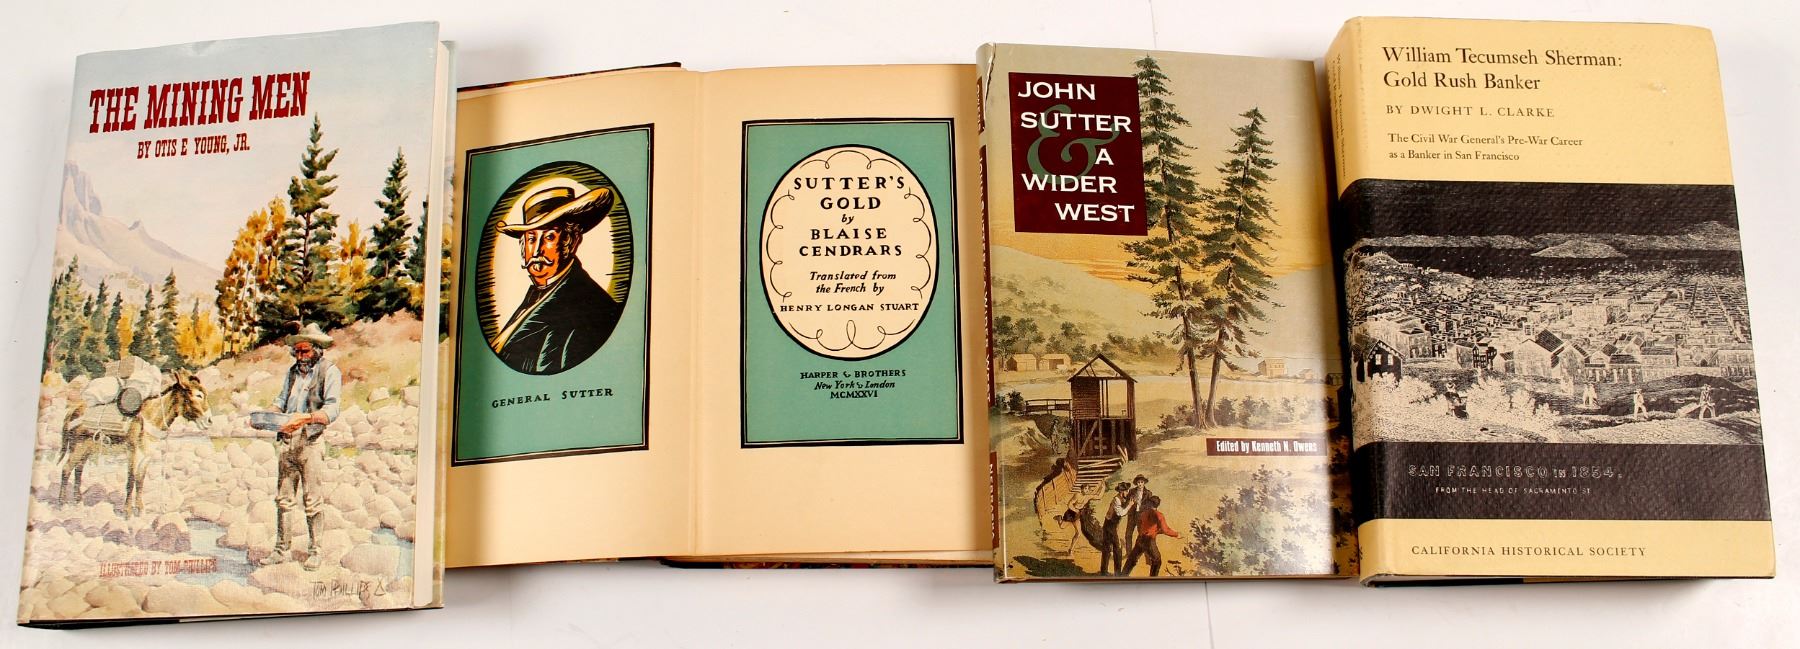 THE MINING MEN
BY OTIS E YOUNG, JR.
ILLUSTRATED BY TOM PHILLIPS
TOM PHILLIPS
GENERAL SUTTER
SUTTER'S
GOLD
by
BLAISE
CENDRARS
Translated from
the French by
HENRY LONGAN STUART
HARPER & BROTHERS
New York & London
MCMXXVI
JOHN
SUTTER
&
A
WIDER
WEST
Edited by Kenneth N. Owens
William Tecumseh Sherman:
Gold Rush Banker
BY DWIGHT L. CLARKE
The Civil War General's Pre-War Career
as a Banker in San Francisco
SAN FRANCISCO IN 1854.
FROM THE HEAD OF SACRAMENTO ST.
CALIFORNIA HISTORICAL SOCIETY